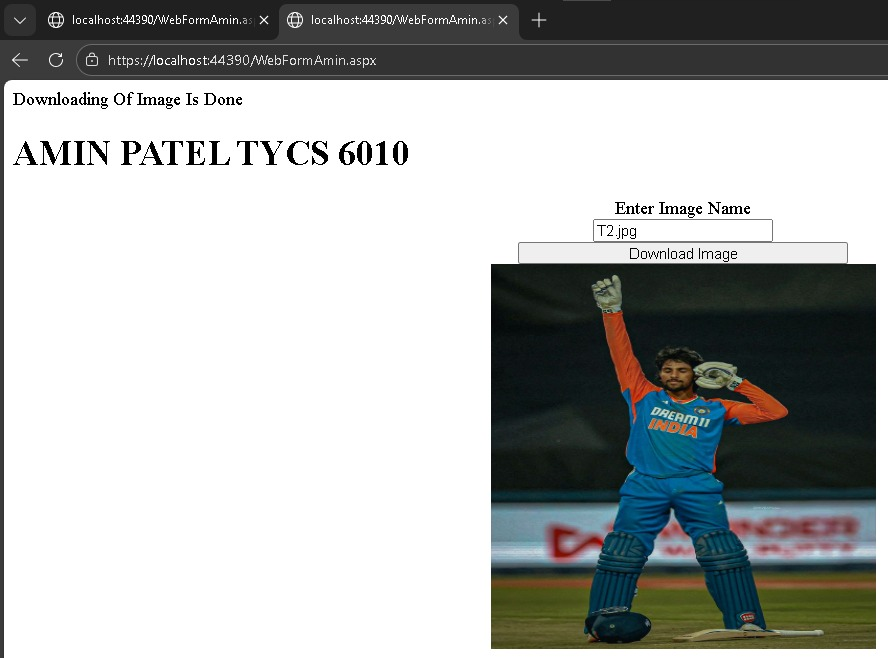 localhost:44390/WebFormAmin.as
localhost:44390/WebFormAmin.as
https://localhost:44390/WebFormAmin.aspx
Downloading Of Image Is Done
AMIN PATEL TYCS 6010
Enter Image Name
T2.jpg
Download Image
DREAM11
INDIA